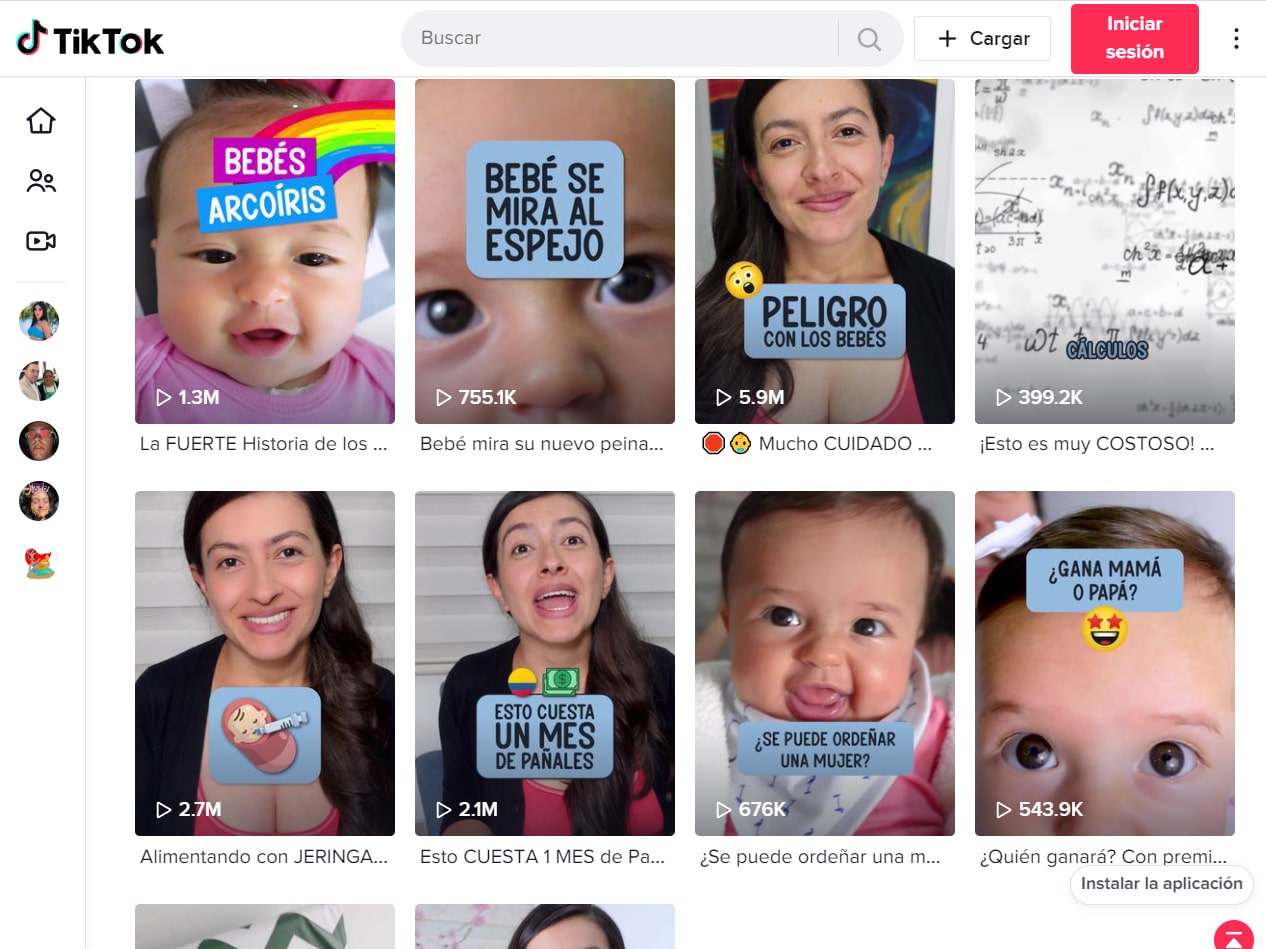 TikTok
Buscar
Cargar
Iniciar
sesión
BEBÉS
ARCOÍRIS
1.3M
La FUERTE Historia de los ...
BEBÉ SE
MIRA AL
ESPEJO
755.1K
Bebé mira su nuevo peina...
PELIGRO
CON LOS BEBÉS
5.9M
Mucho CUIDADO ...
CÁLCULOS
399.2K
¡Esto es muy COSTOSO! ...
2.7M
Alimentando con JERINGA...
ESTO CUESTA
UN MES
DE PAÑALES
2.1M
Esto CUESTA 1 MES de Pa...
¿SE PUEDE ORDEÑAR
UNA MUJER?
676K
¿Se puede ordeñar una m...
¿GANA MAMÁ
O PAPÁ?
543.9K
¿Quién ganará? Con premi...
Instalar la aplicación